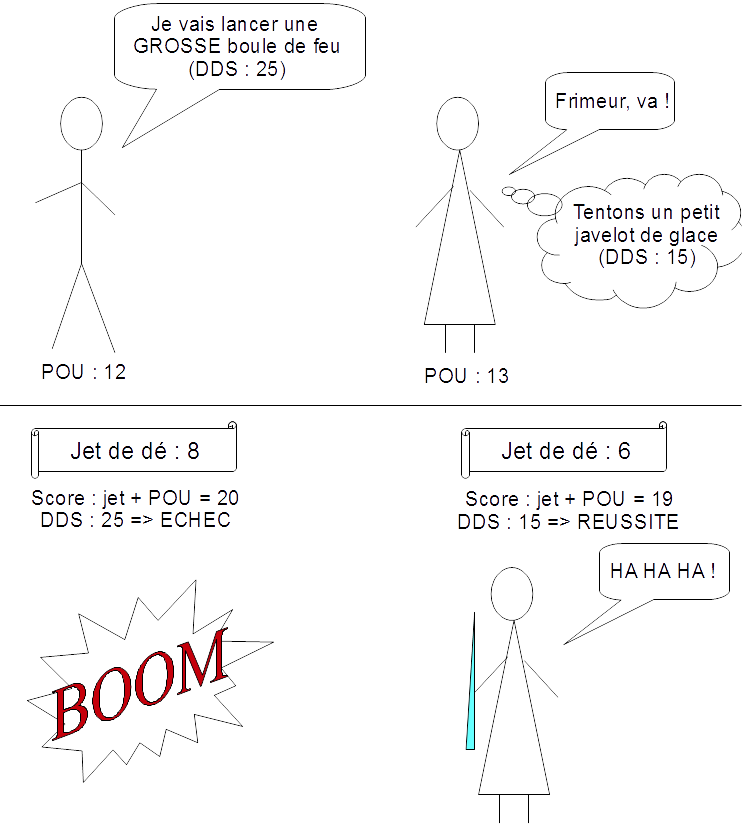 Je vais lancer une
GROSSE boule de feu
(DDS : 25)
Frimeur, va !
Tentons un petit
javelot de glace
(DDS : 15)
POU : 12
POU : 13
Jet de dé : 8
Score : jet + POU = 20
DDS : 25 => ECHEC
Jet de dé : 6
Score : jet + POU = 19
DDS : 15 => REUSSITE
BOOM
HA HA HA !